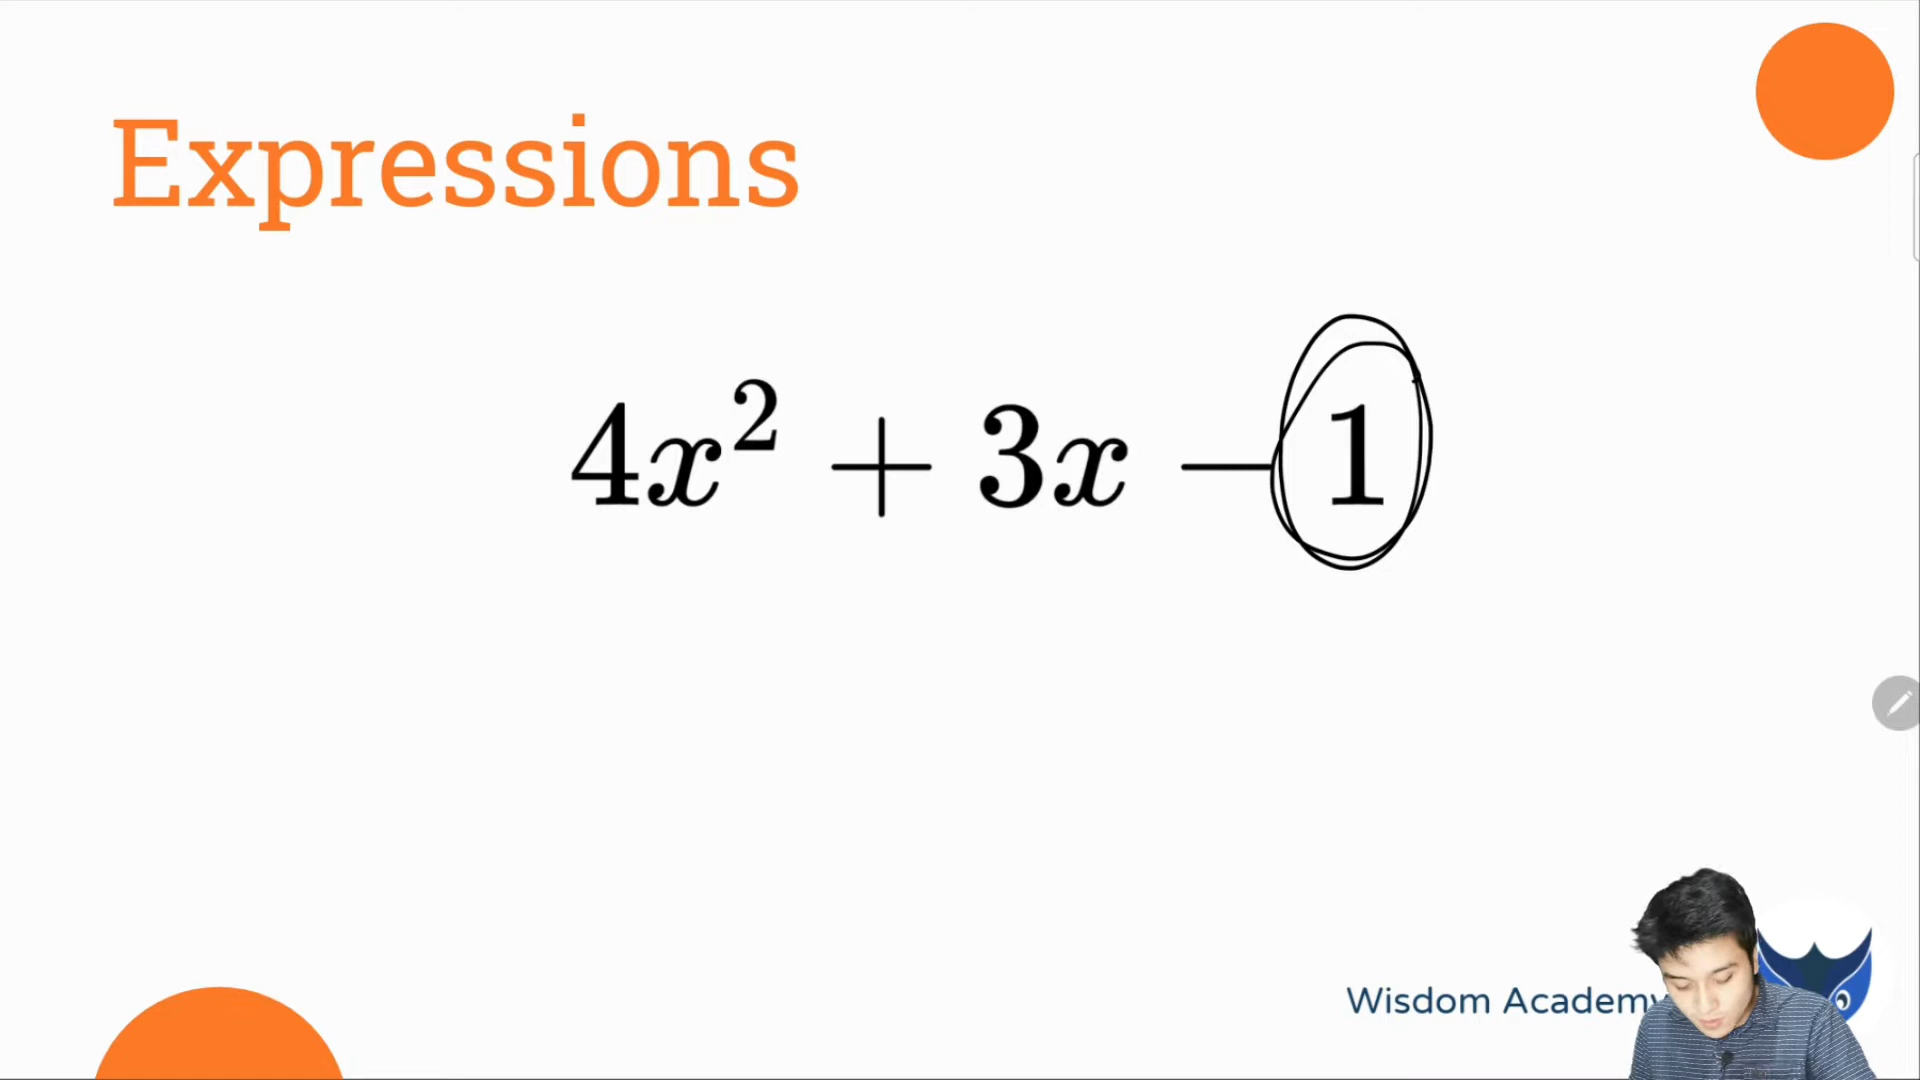 Expressions
4x² + 3x − 1
Wisdom Academy